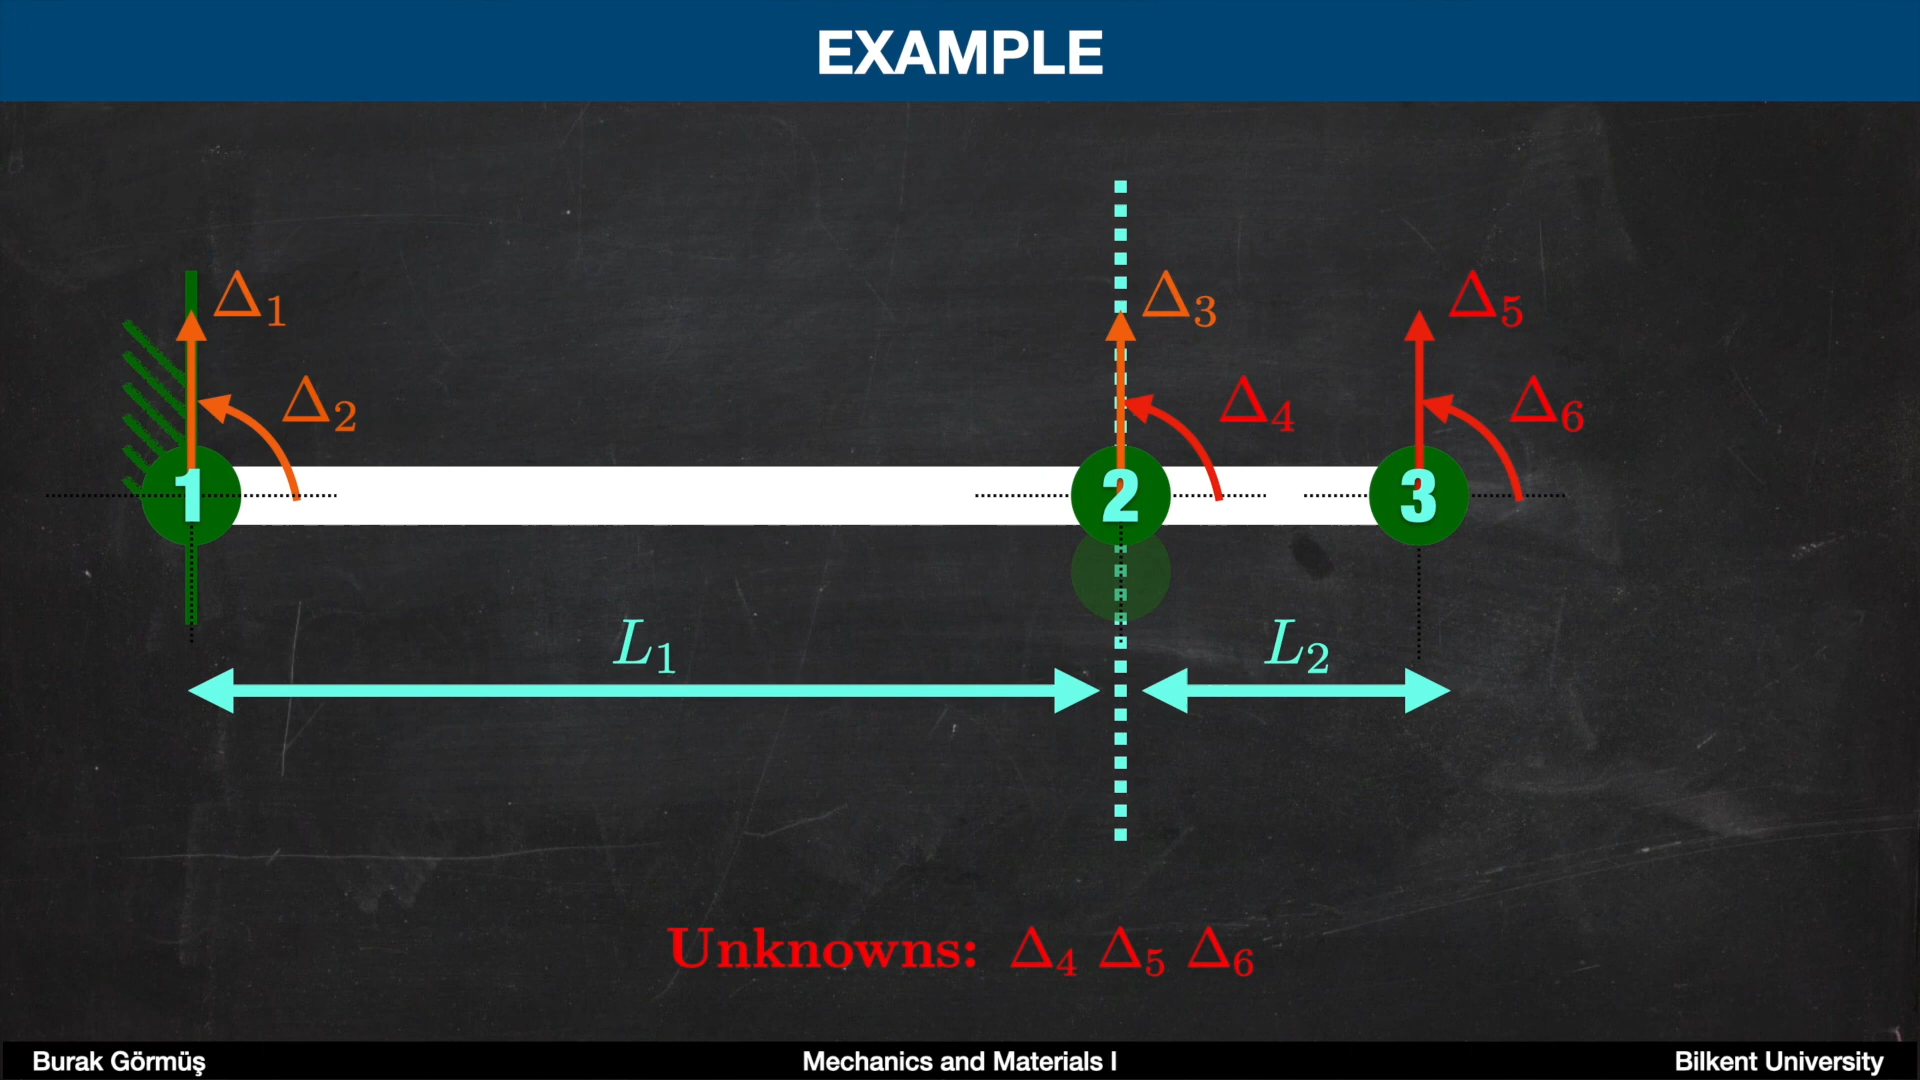 EXAMPLE
Δ₁
Δ₃
Δ₅
Δ₂
Δ₄
Δ₆
1
2
3
L₁
L₂
Unknowns: Δ₄ Δ₅ Δ₆
Burak Görmüş
Mechanics and Materials I
Bilkent University